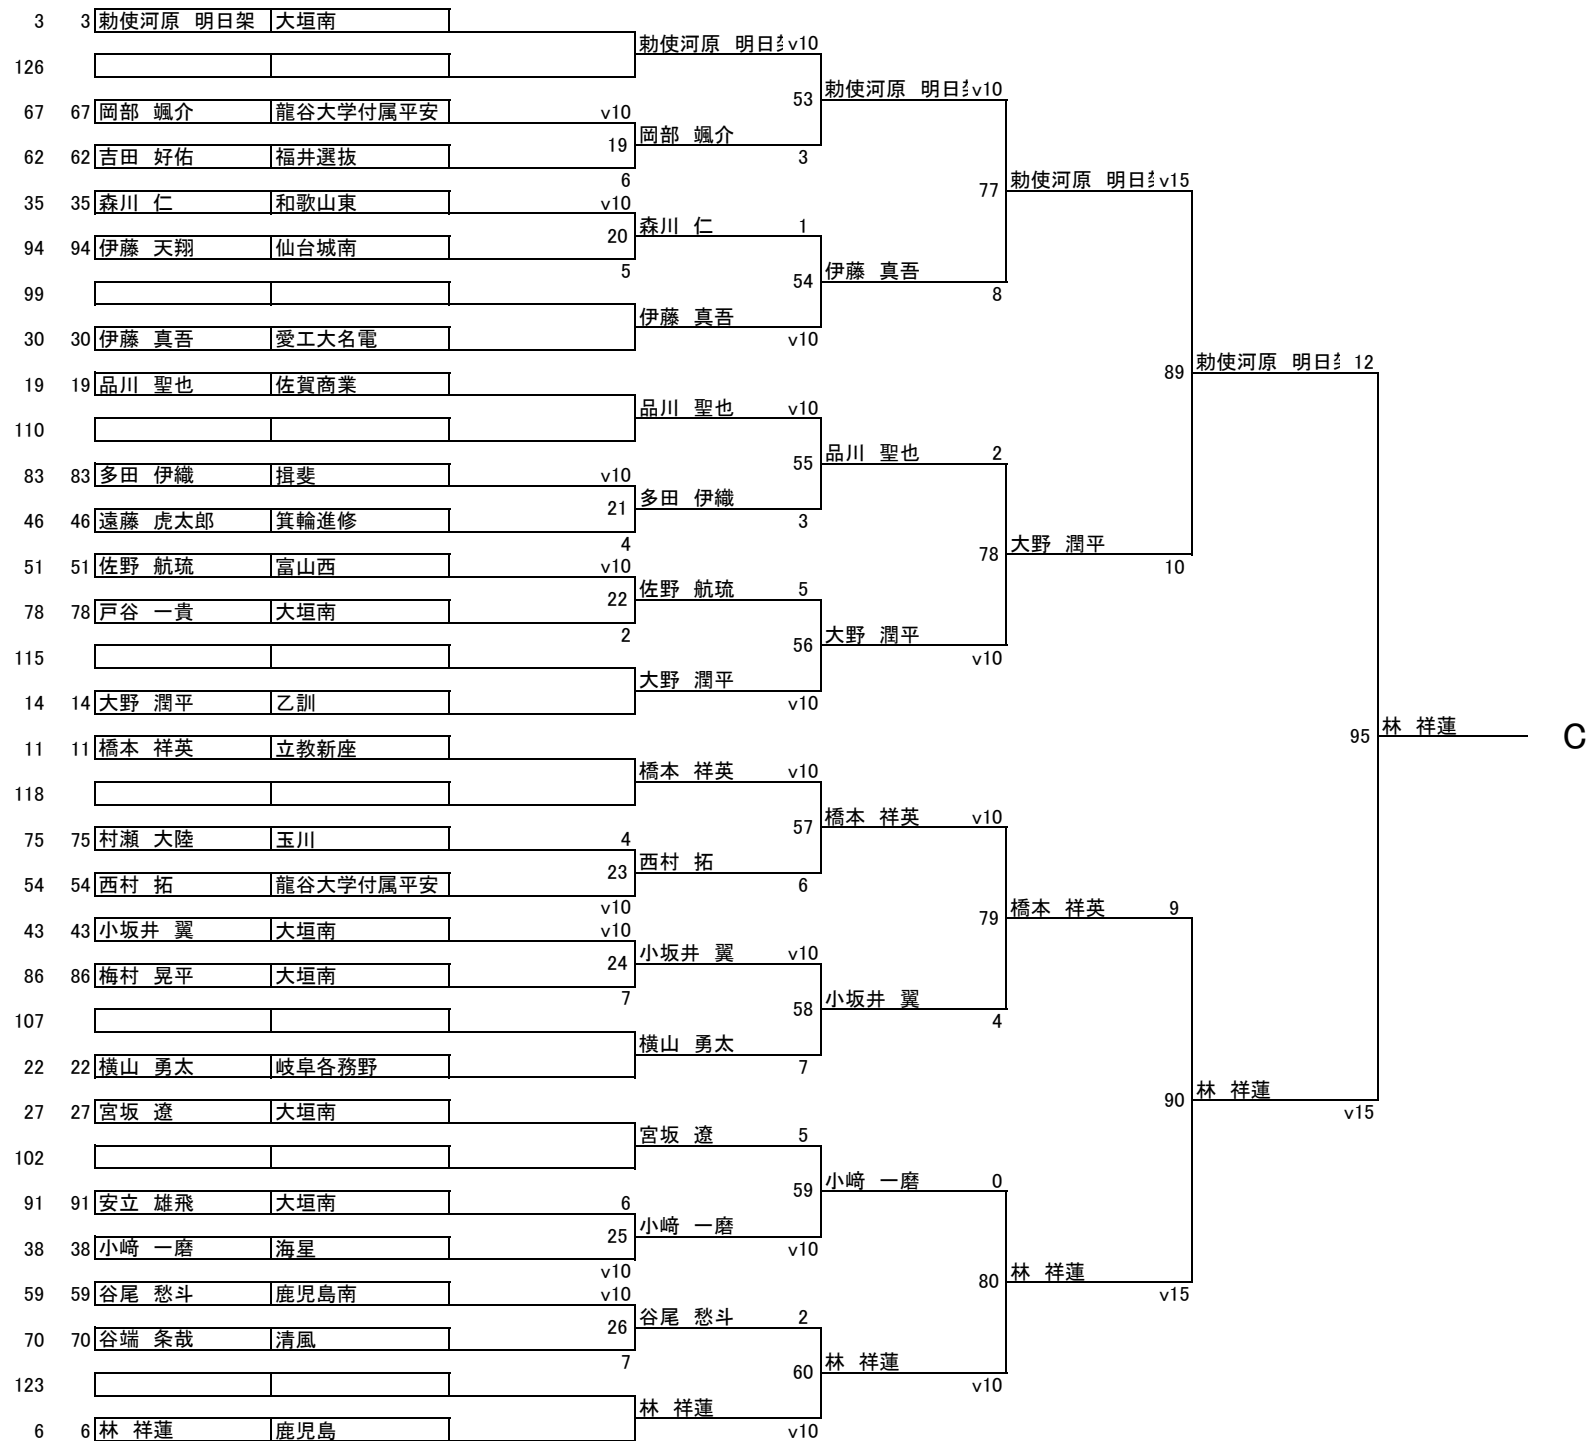 3 3 勅使河原 明日架 大垣南
勅使河原 明日架 v10
126
勅使河原 明日架 v10
53
67 67 岡部 颯介 龍谷大学付属平安 v10
岡部 颯介
19
62 62 吉田 好佑 福井選抜 3
6
勅使河原 明日架 v15
77
35 35 森川 仁 和歌山東 v10
森川 仁 1
20
94 94 伊藤 天翔 仙台城南
5
伊藤 真吾
54
99 8
伊藤 真吾
30 30 伊藤 真吾 愛工大名電 v10
勅使河原 明日架 12
89
19 19 品川 聖也 佐賀商業
品川 聖也 v10
110
品川 聖也 2
55
83 83 多田 伊織 揖斐 v10
多田 伊織
21
46 46 遠藤 虎太郎 箕輪進修 3
4
大野 潤平
78
51 51 佐野 航琉 富山西 v10 10
佐野 航琉 5
22
78 78 戸谷 一貴 大垣南
2
大野 潤平
56
115 v10
大野 潤平
14 14 大野 潤平 乙訓 v10
林 祥蓮
95 C
11 11 橋本 祥英 立教新座
橋本 祥英 v10
118
橋本 祥英 v10
57
75 75 村瀬 大陸 玉川 4
西村 拓
23
54 54 西村 拓 龍谷大学付属平安 6
v10
橋本 祥英 9
79
43 43 小坂井 翼 大垣南 v10
小坂井 翼 v10
24
86 86 梅村 晃平 大垣南
7
小坂井 翼
58
107 4
横山 勇太
22 22 横山 勇太 岐阜各務野 7
林 祥蓮
90
27 27 宮坂 遼 大垣南 v15
宮坂 遼 5
102
小﨑 一磨 0
59
91 91 安立 雄飛 大垣南 6
小﨑 一磨
25
38 38 小﨑 一磨 海星 v10
v10
林 祥蓮
80
59 59 谷尾 愁斗 鹿児島南 v10 v15
谷尾 愁斗 2
26
70 70 谷端 条哉 清風
7
林 祥蓮
60
123 v10
林 祥蓮
6 6 林 祥蓮 鹿児島 v10